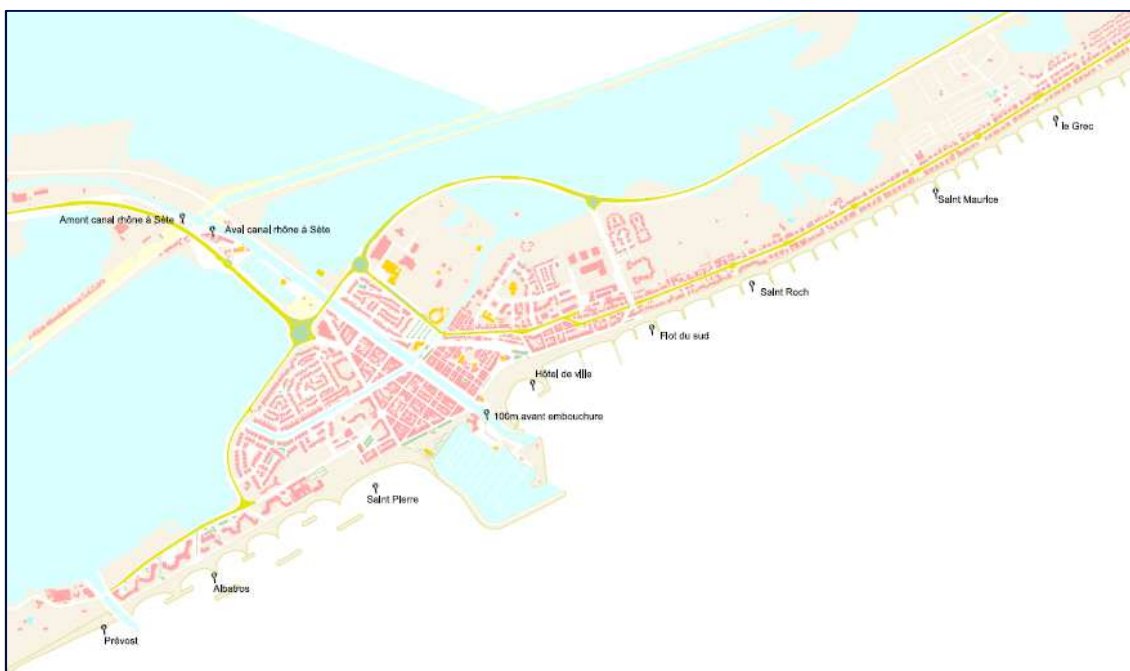 le Grec
Saint Maurice
Amont canal rhône à Sète
Aval canal rhône à Sète
Saint Roch
Flot du sud
Hôtel de ville
100m avant embouchure
Saint Pierre
Albatros
Prévost